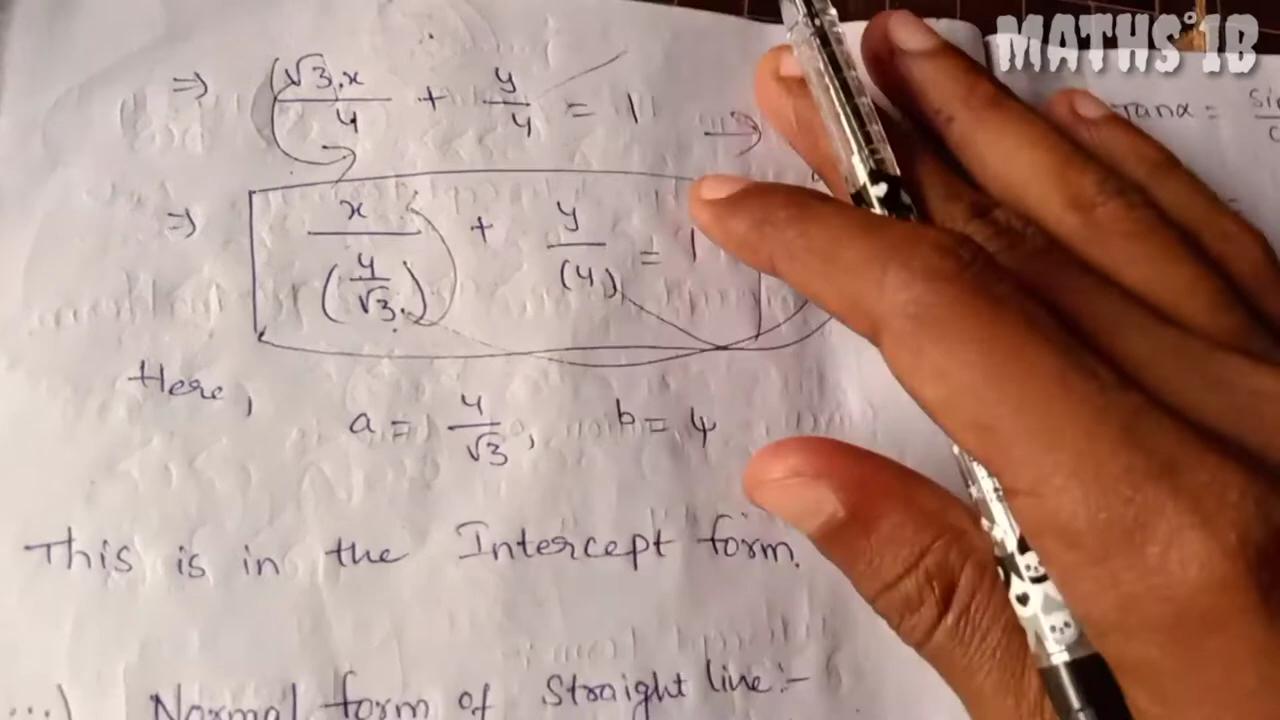 MATHS 1B
⇒ (√3)x/4 + y/4 = 1 →
Tanα =
⇒ x/(4/√3) + y/(4) = 1
Here,
a = 4/√3, b = 4
This is in the Intercept form.
...) Normal form of Straight line:-